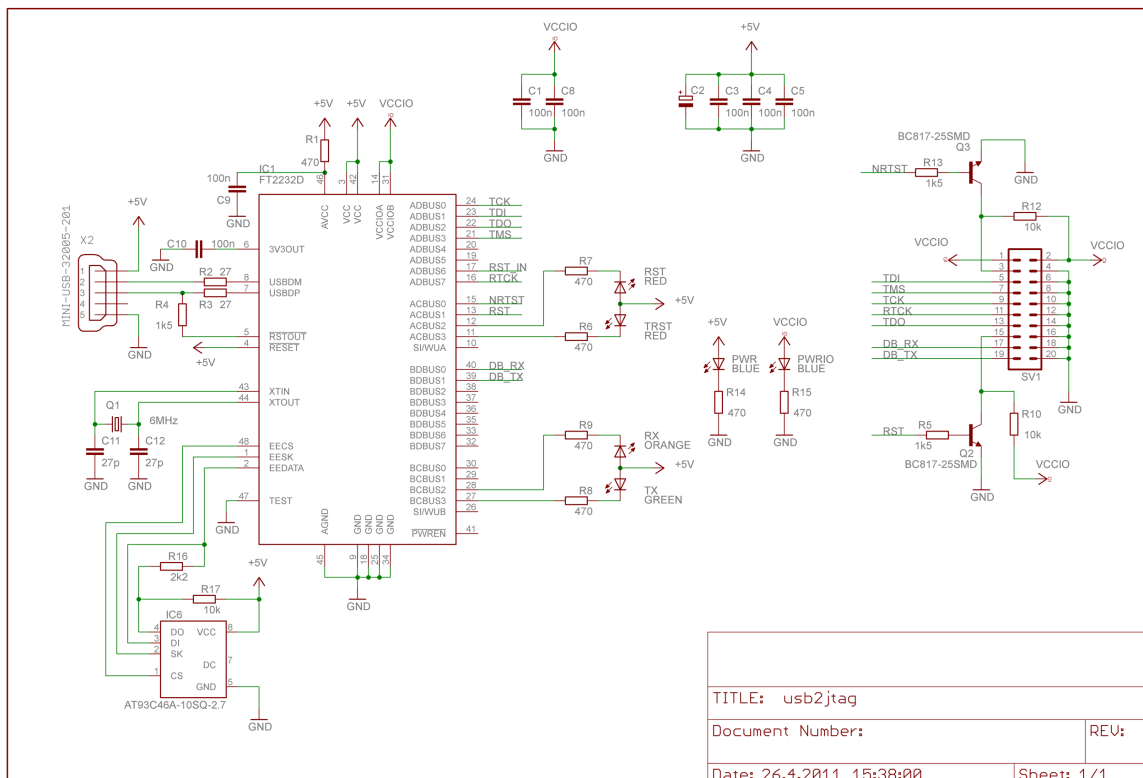 VCCIO
C1
100n
C8
100n
GND
+5V
C2
C3
100n
C4
100n
C5
100n
GND
+5V
+5V
VCCIO
R1
470
IC1
FT2232D
100n
C9
GND
46
3
42
14
31
AVCC
VCC
VCC
VCCIOA
VCCIOB
ADBUS0 24 TCK
ADBUS1 23 TDI
ADBUS2 22 TDO
ADBUS3 21 TMS
ADBUS4 20
ADBUS5 19
ADBUS6 17 RST_IN
ADBUS7 16 RTCK
ACBUS0 15 NRTST
ACBUS1 13 RST
ACBUS2 12
ACBUS3 11
SI/WUA 10
BDBUS0 40 DB_RX
BDBUS1 39 DB_TX
BDBUS2 38
BDBUS3 37
BDBUS4 36
BDBUS5 35
BDBUS6 33
BDBUS7 32
BCBUS0 30
BCBUS1 29
BCBUS2 28
BCBUS3 27
SI/WUB 26
PWREN 41
+5V
X2
MINI-USB-32005-201
1
2
3
4
5
GND
C10 100n
GND
6 3V3OUT
R2 27
8 USBDM
R3 27
7 USBDP
R4
1k5
5 RSTOUT
4 RESET
+5V
43 XTIN
44 XTOUT
Q1
6MHz
C11
27p
C12
27p
GND
GND
48 EECS
1 EESK
2 EEDATA
47 TEST
GND
AGND
GND
GND
GND
GND
45
9
18
25
34
GND
R16
2k2
+5V
R17
10k
IC6
4 DO
3 DI
2 SK
1 CS
VCC 8
DC 7
GND 5
AT93C46A-10SQ-2.7
GND
R7
470
RST
RED
+5V
R6
470
TRST
RED
R9
470
RX
ORANGE
+5V
R8
470
TX
GREEN
+5V
PWR
BLUE
R14
470
GND
VCCIO
PWRIO
BLUE
R15
470
GND
BC817-25SMD
Q3
NRTST
R13
1k5
GND
R12
10k
VCCIO
VCCIO
1 2
3 4
TDI 5 6
TMS 7 8
TCK 9 10
RTCK 11 12
TDO 13 14
15 16
DB_RX 17 18
DB_TX 19 20
SV1
GND
RST
R5
1k5
Q2
BC817-25SMD
GND
R10
10k
VCCIO
TITLE: usb2jtag
Document Number:
REV:
Date: 26.4.2011 15:38:00
Sheet: 1/1